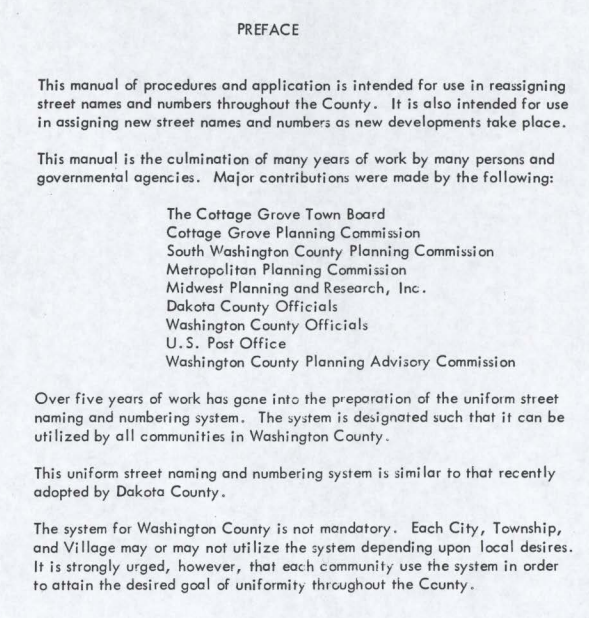 PREFACE
This manual of procedures and application is intended for use in reassigning
street names and numbers throughout the County. It is also intended for use
in assigning new street names and numbers as new developments take place.
This manual is the culmination of many years of work by many persons and
governmental agencies. Major contributions were made by the following:
The Cottage Grove Town Board
Cottage Grove Planning Commission
South Washington County Planning Commission
Metropolitan Planning Commission
Midwest Planning and Research, Inc.
Dakota County Officials
Washington County Officials
U.S. Post Office
Washington County Planning Advisory Commission
Over five years of work has gone into the preparation of the uniform street
naming and numbering system. The system is designated such that it can be
utilized by all communities in Washington County.
This uniform street naming and numbering system is similar to that recently
adopted by Dakota County.
The system for Washington County is not mandatory. Each City, Township,
and Village may or may not utilize the system depending upon local desires.
It is strongly urged, however, that each community use the system in order
to attain the desired goal of uniformity throughout the County.